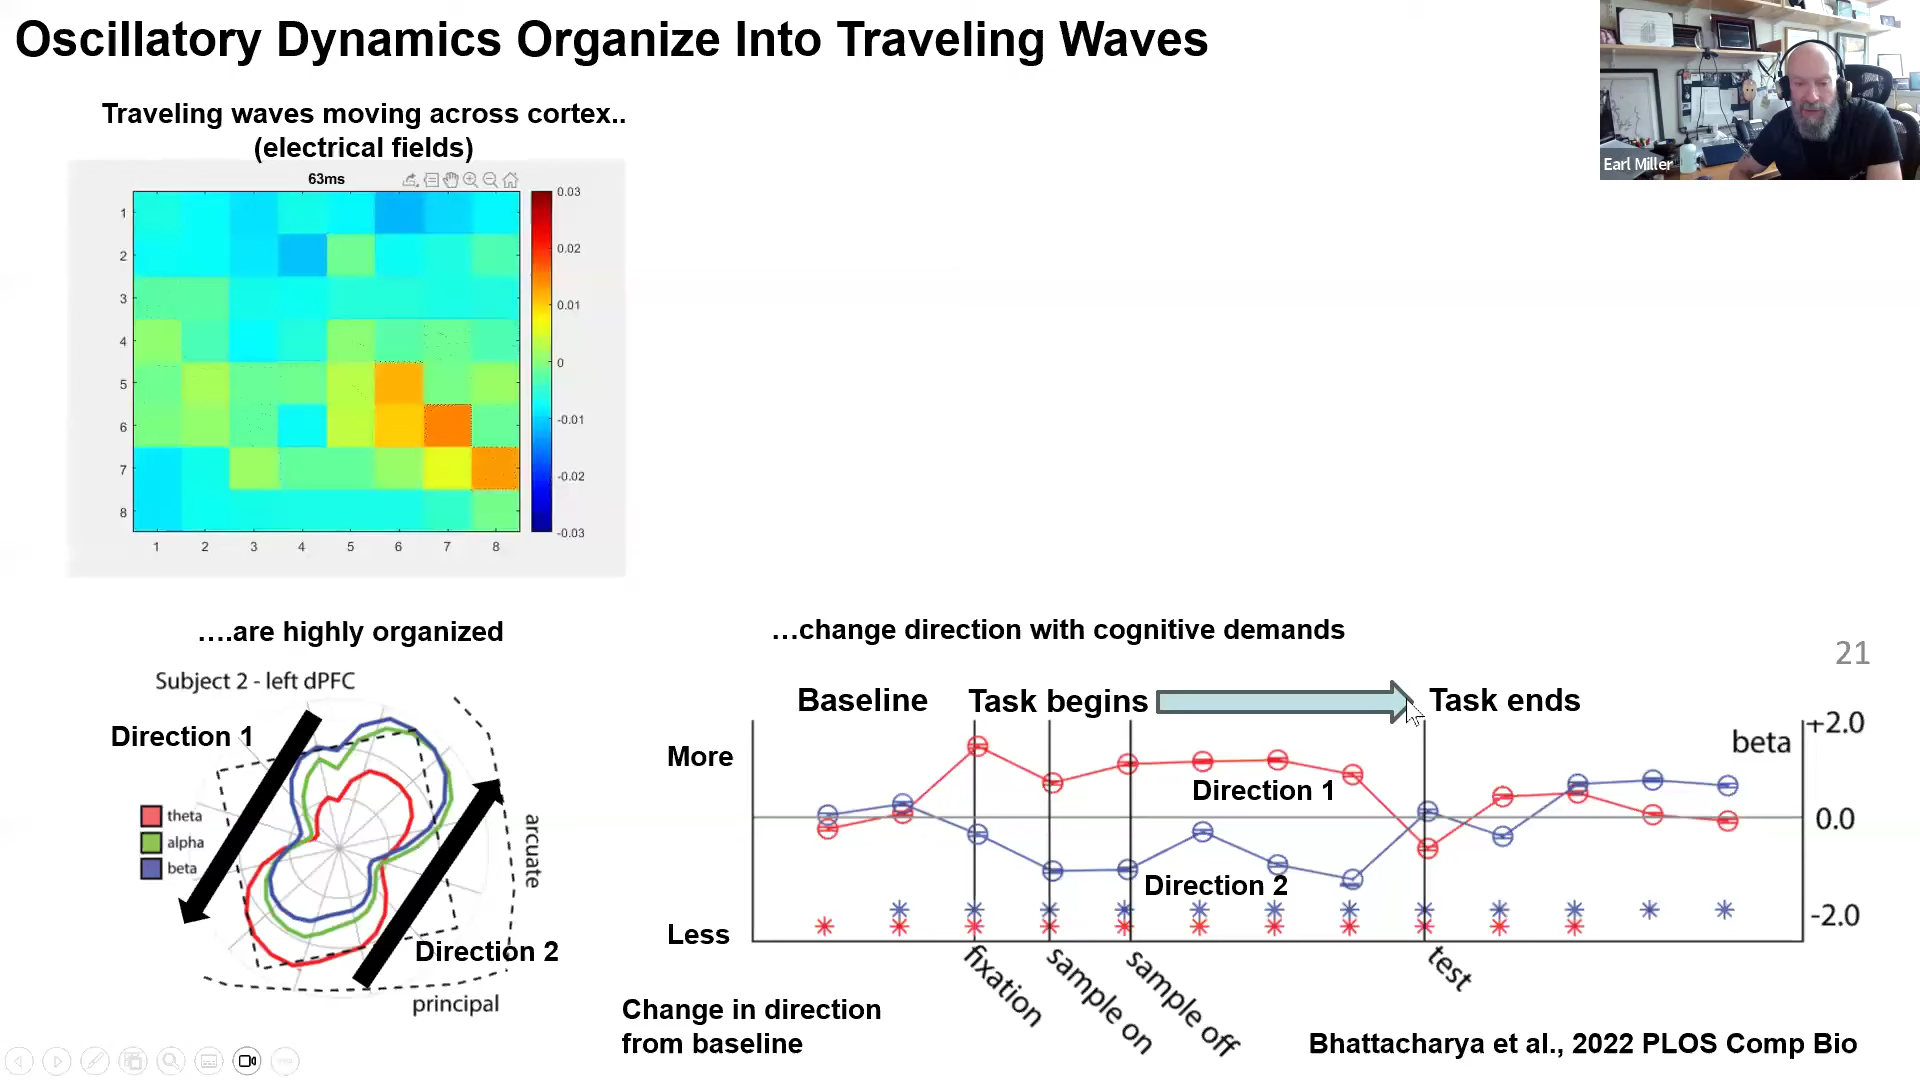 Oscillatory Dynamics Organize Into Traveling Waves
Earl Miller
Traveling waves moving across cortex..
(electrical fields)
63ms
0.03
0.02
0.01
0
-0.01
-0.02
-0.03
1
2
3
4
5
6
7
8
1 2 3 4 5 6 7 8
….are highly organized
Subject 2 - left dPFC
Direction 1
theta
alpha
beta
arcuate
Direction 2
principal
…change direction with cognitive demands
21
Baseline Task begins Task ends
More
Less
beta
+2.0
0.0
-2.0
Direction 1
Direction 2
fixation
sample on
sample off
test
Change in direction
from baseline
Bhattacharya et al., 2022 PLOS Comp Bio